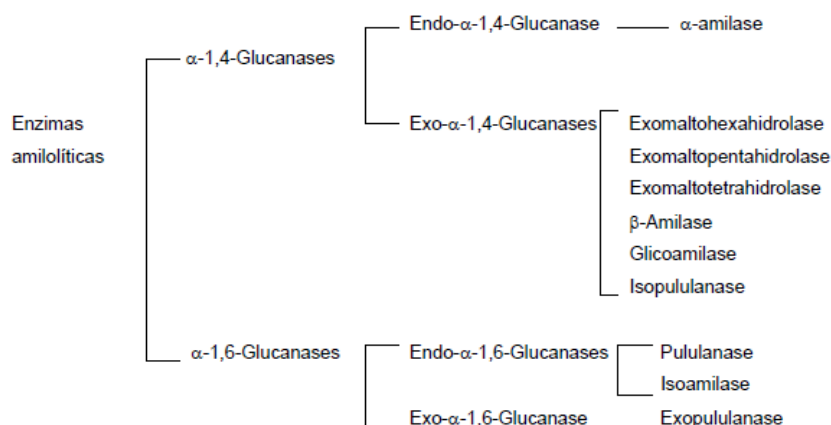 Endo-α-1,4-Glucanase
α-amilase
α-1,4-Glucanases
Enzimas
amilolíticas
Exo-α-1,4-Glucanases
Exomaltohexahidrolase
Exomaltopentahidrolase
Exomaltotetrahidrolase
β-Amilase
Glicoamilase
Isopululanase
α-1,6-Glucanases
Endo-α-1,6-Glucanases
Pululanase
Isoamilase
Exo-α-1,6-Glucanase
Exopululanase